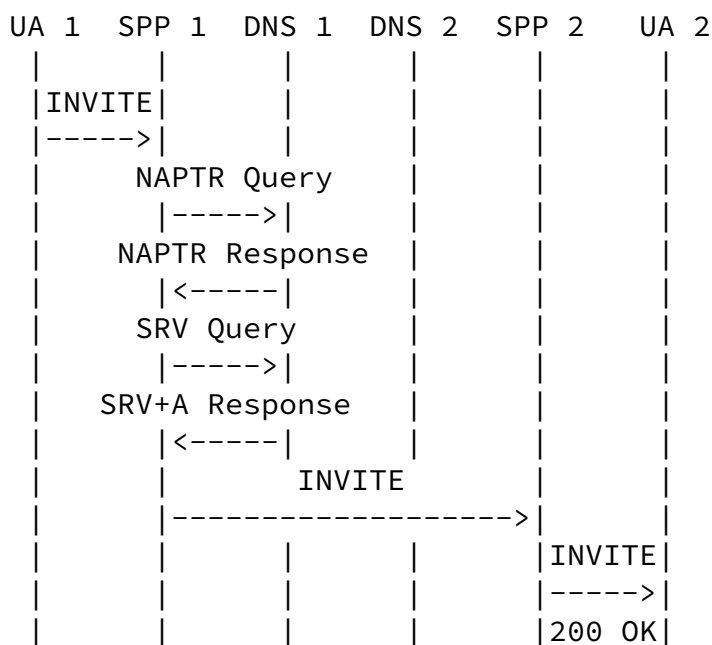 UA 1 SPP 1 DNS 1 DNS 2 SPP 2 UA 2
INVITE
NAPTR Query
NAPTR Response
SRV Query
SRV+A Response
INVITE
INVITE
200 OK